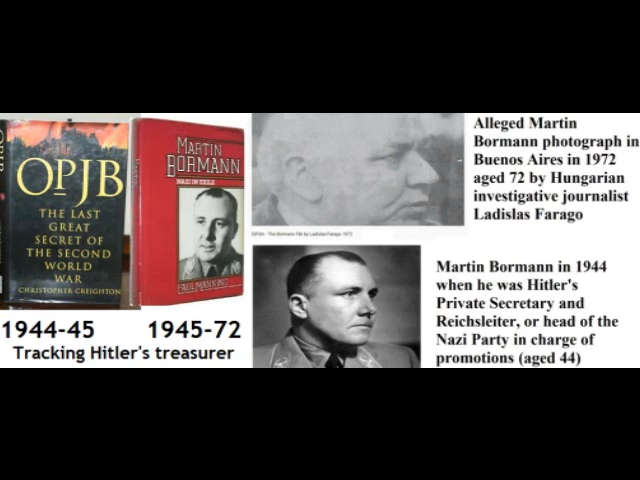 OPJB
THE LAST
GREAT
SECRET OF
THE SECOND
WORLD
WAR
CHRISTOPHER CREIGHTON
MARTIN
BORMANN
NAZI IN EXILE
PAUL MANNING
1944-45 1945-72
Tracking Hitler's treasurer
Alleged Martin
Bormann photograph in
Buenos Aires in 1972
aged 72 by Hungarian
investigative journalist
Ladislas Farago
Martin Bormann in 1944
when he was Hitler's
Private Secretary and
Reichsleiter, or head of the
Nazi Party in charge of
promotions (aged 44)